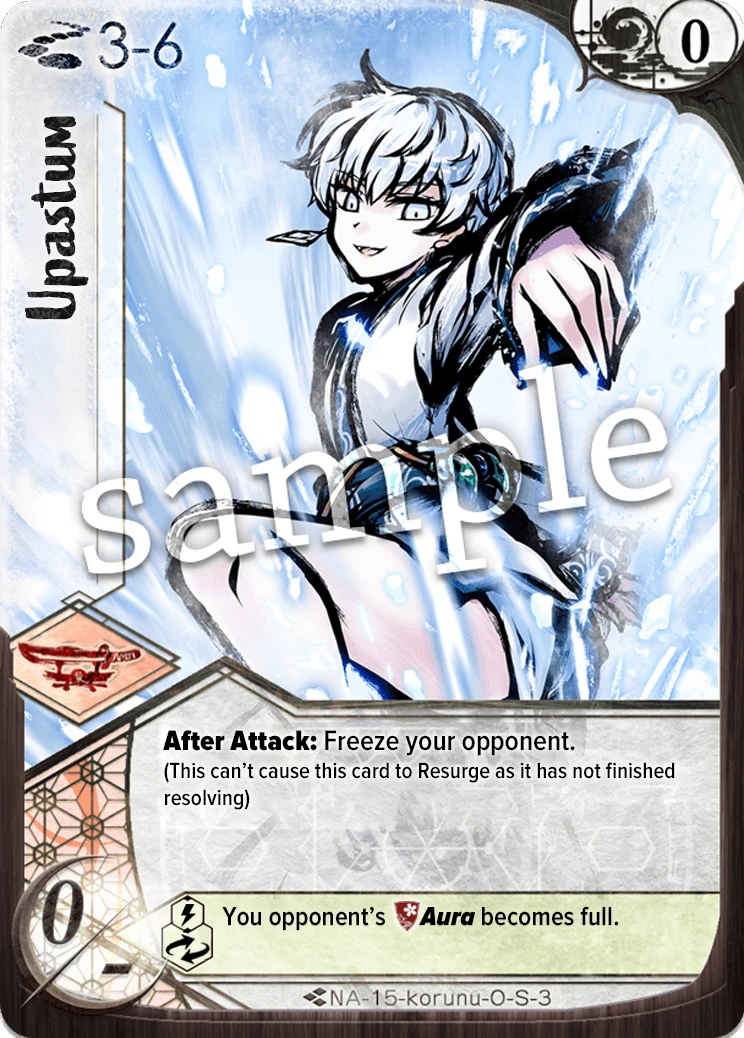 3-6
0
Upastum
sample
After Attack: Freeze your opponent.
(This can't cause this card to Resurge as it has not finished
resolving)
0/-
You opponent's Aura becomes full.
NA-15-korunu-O-S-3